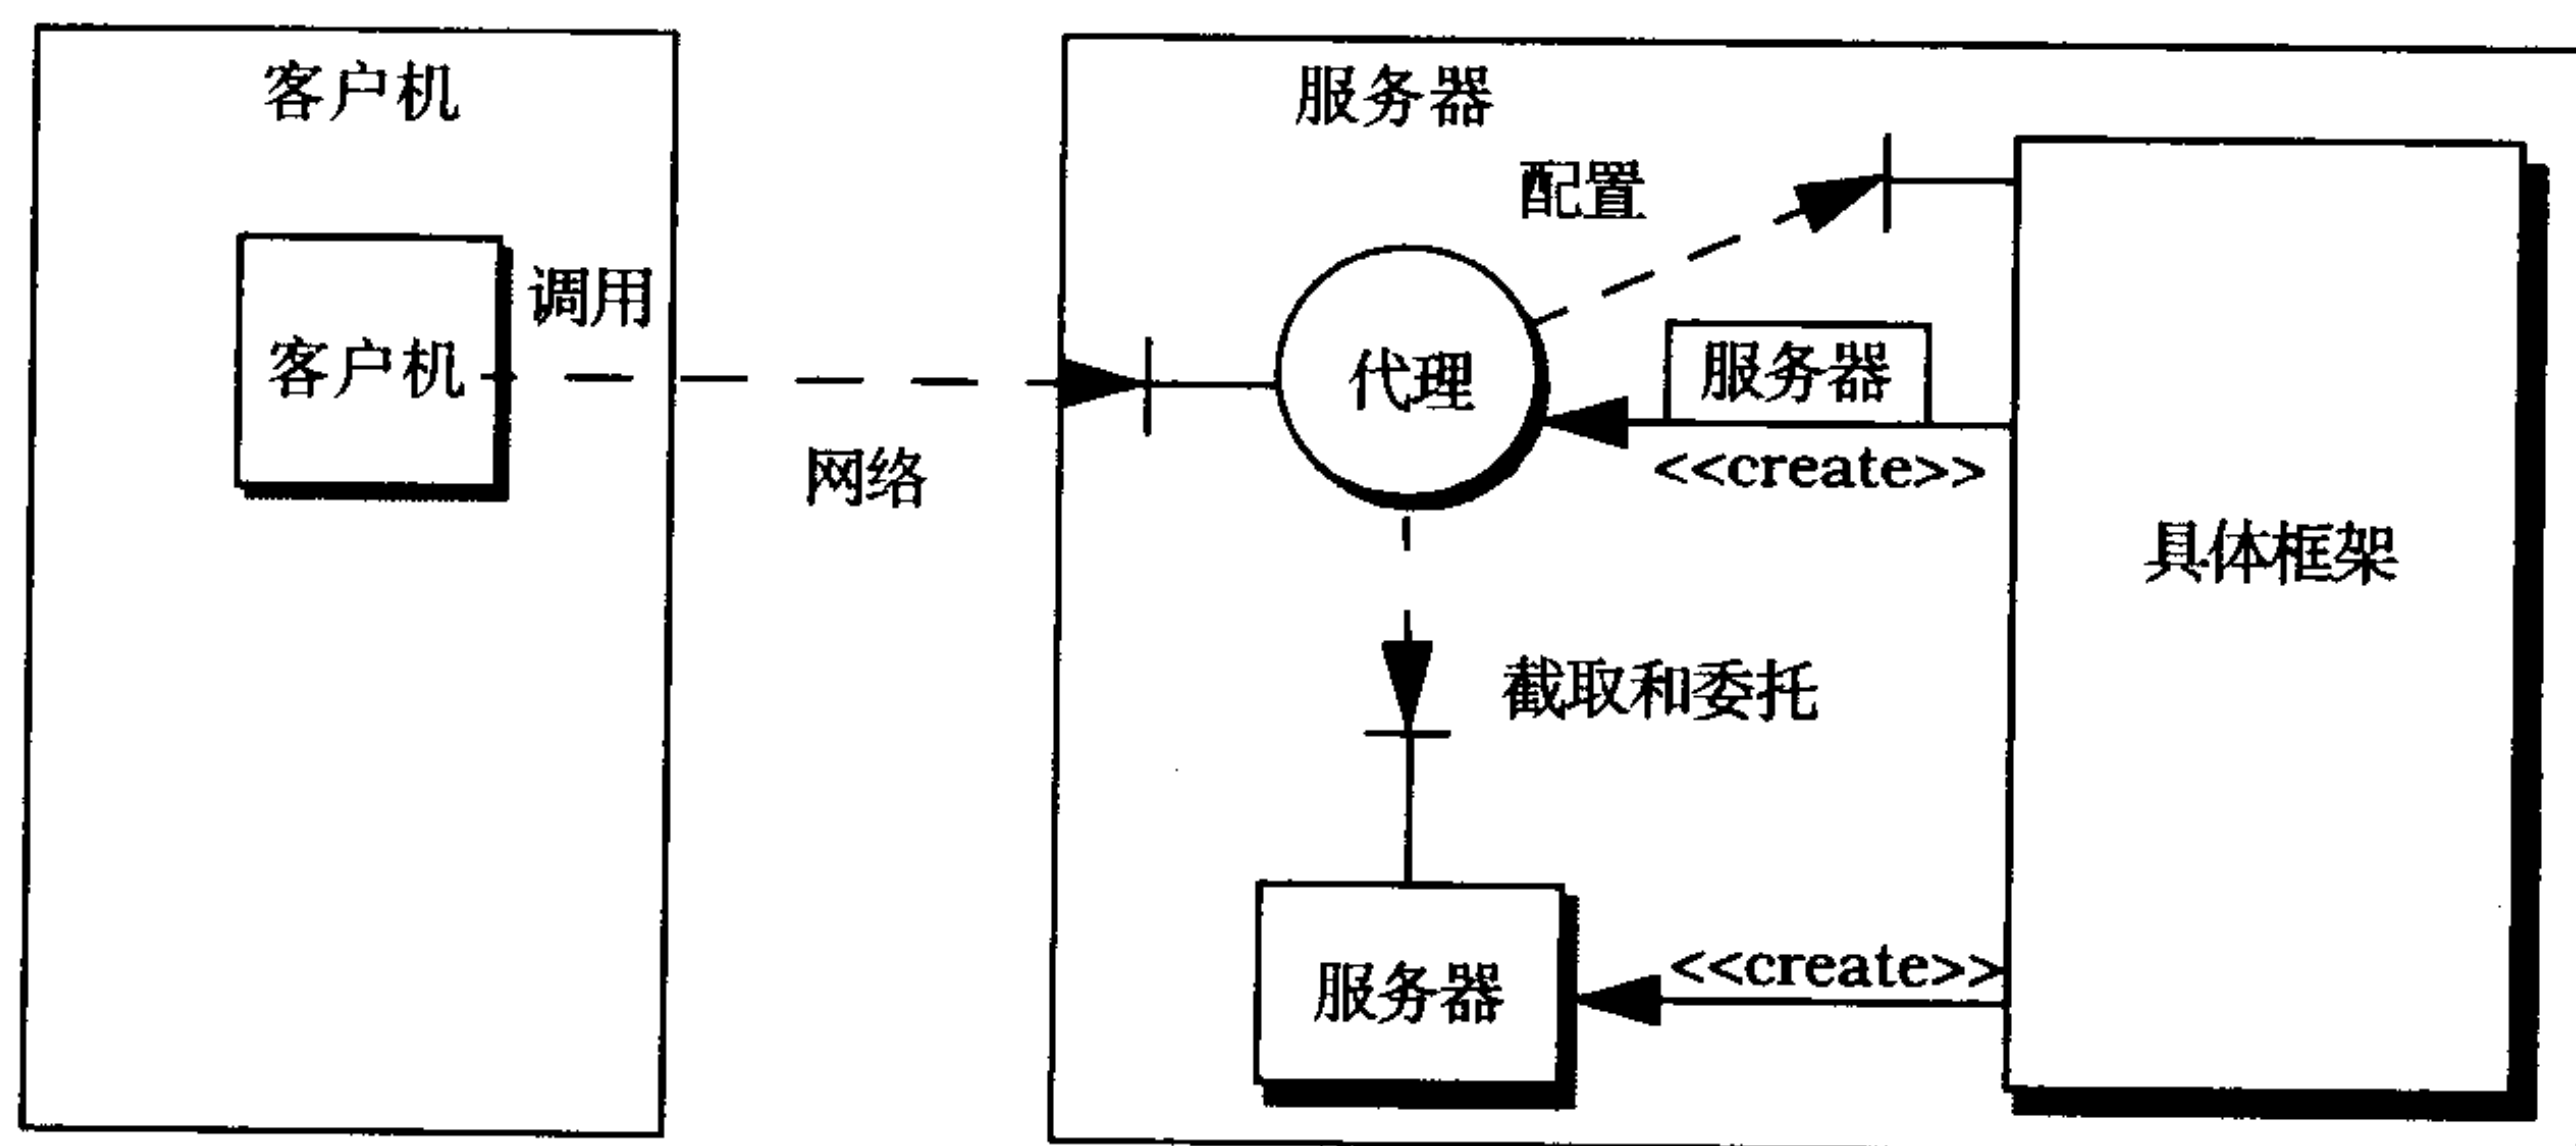 客户机
服务器
配置
调用
客户机
代理
服务器
网络
<<create>>
具体框架
截取和委托
<<create>>
服务器